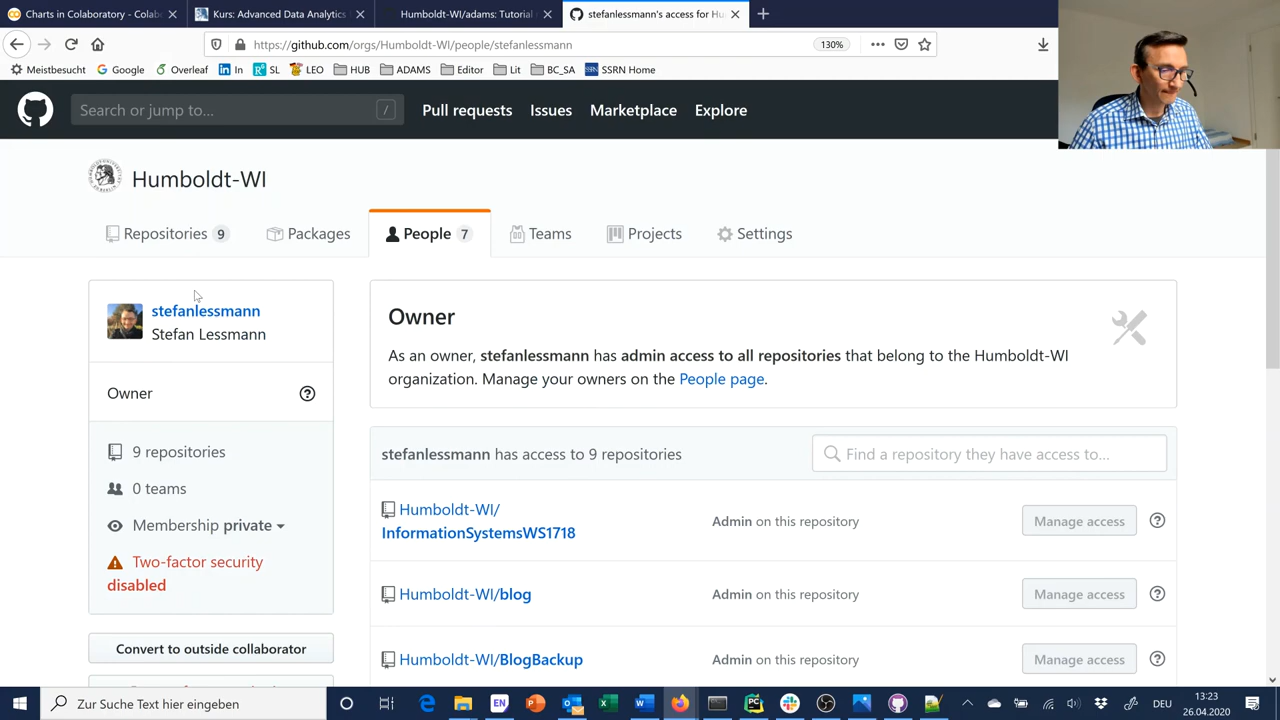 Charts in Colaboratory - Colab
Kurs: Advanced Data Analytics
Humboldt-WI/adams: Tutorial
stefanlessmann's access for Hu
https://github.com/orgs/Humboldt-WI/people/stefanlessmann
130%
Meistbesucht
Google
Overleaf
In
SL
LEO
HUB
ADAMS
Editor
Lit
BC_SA
SSRN Home
Search or jump to...
/
Pull requests
Issues
Marketplace
Explore
Humboldt-WI
Repositories 9
Packages
People 7
Teams
Projects
Settings
stefanlessmann
Stefan Lessmann
Owner
9 repositories
0 teams
Membership private
Two-factor security
disabled
Convert to outside collaborator
Owner
As an owner, stefanlessmann has admin access to all repositories that belong to the Humboldt-WI
organization. Manage your owners on the People page.
stefanlessmann has access to 9 repositories
Find a repository they have access to...
Humboldt-WI/
InformationSystemsWS1718
Admin on this repository
Manage access
Humboldt-WI/blog
Admin on this repository
Manage access
Humboldt-WI/BlogBackup
Admin on this repository
Manage access
Zur Suche Text hier eingeben
EN
DEU
13:23
26.04.2020